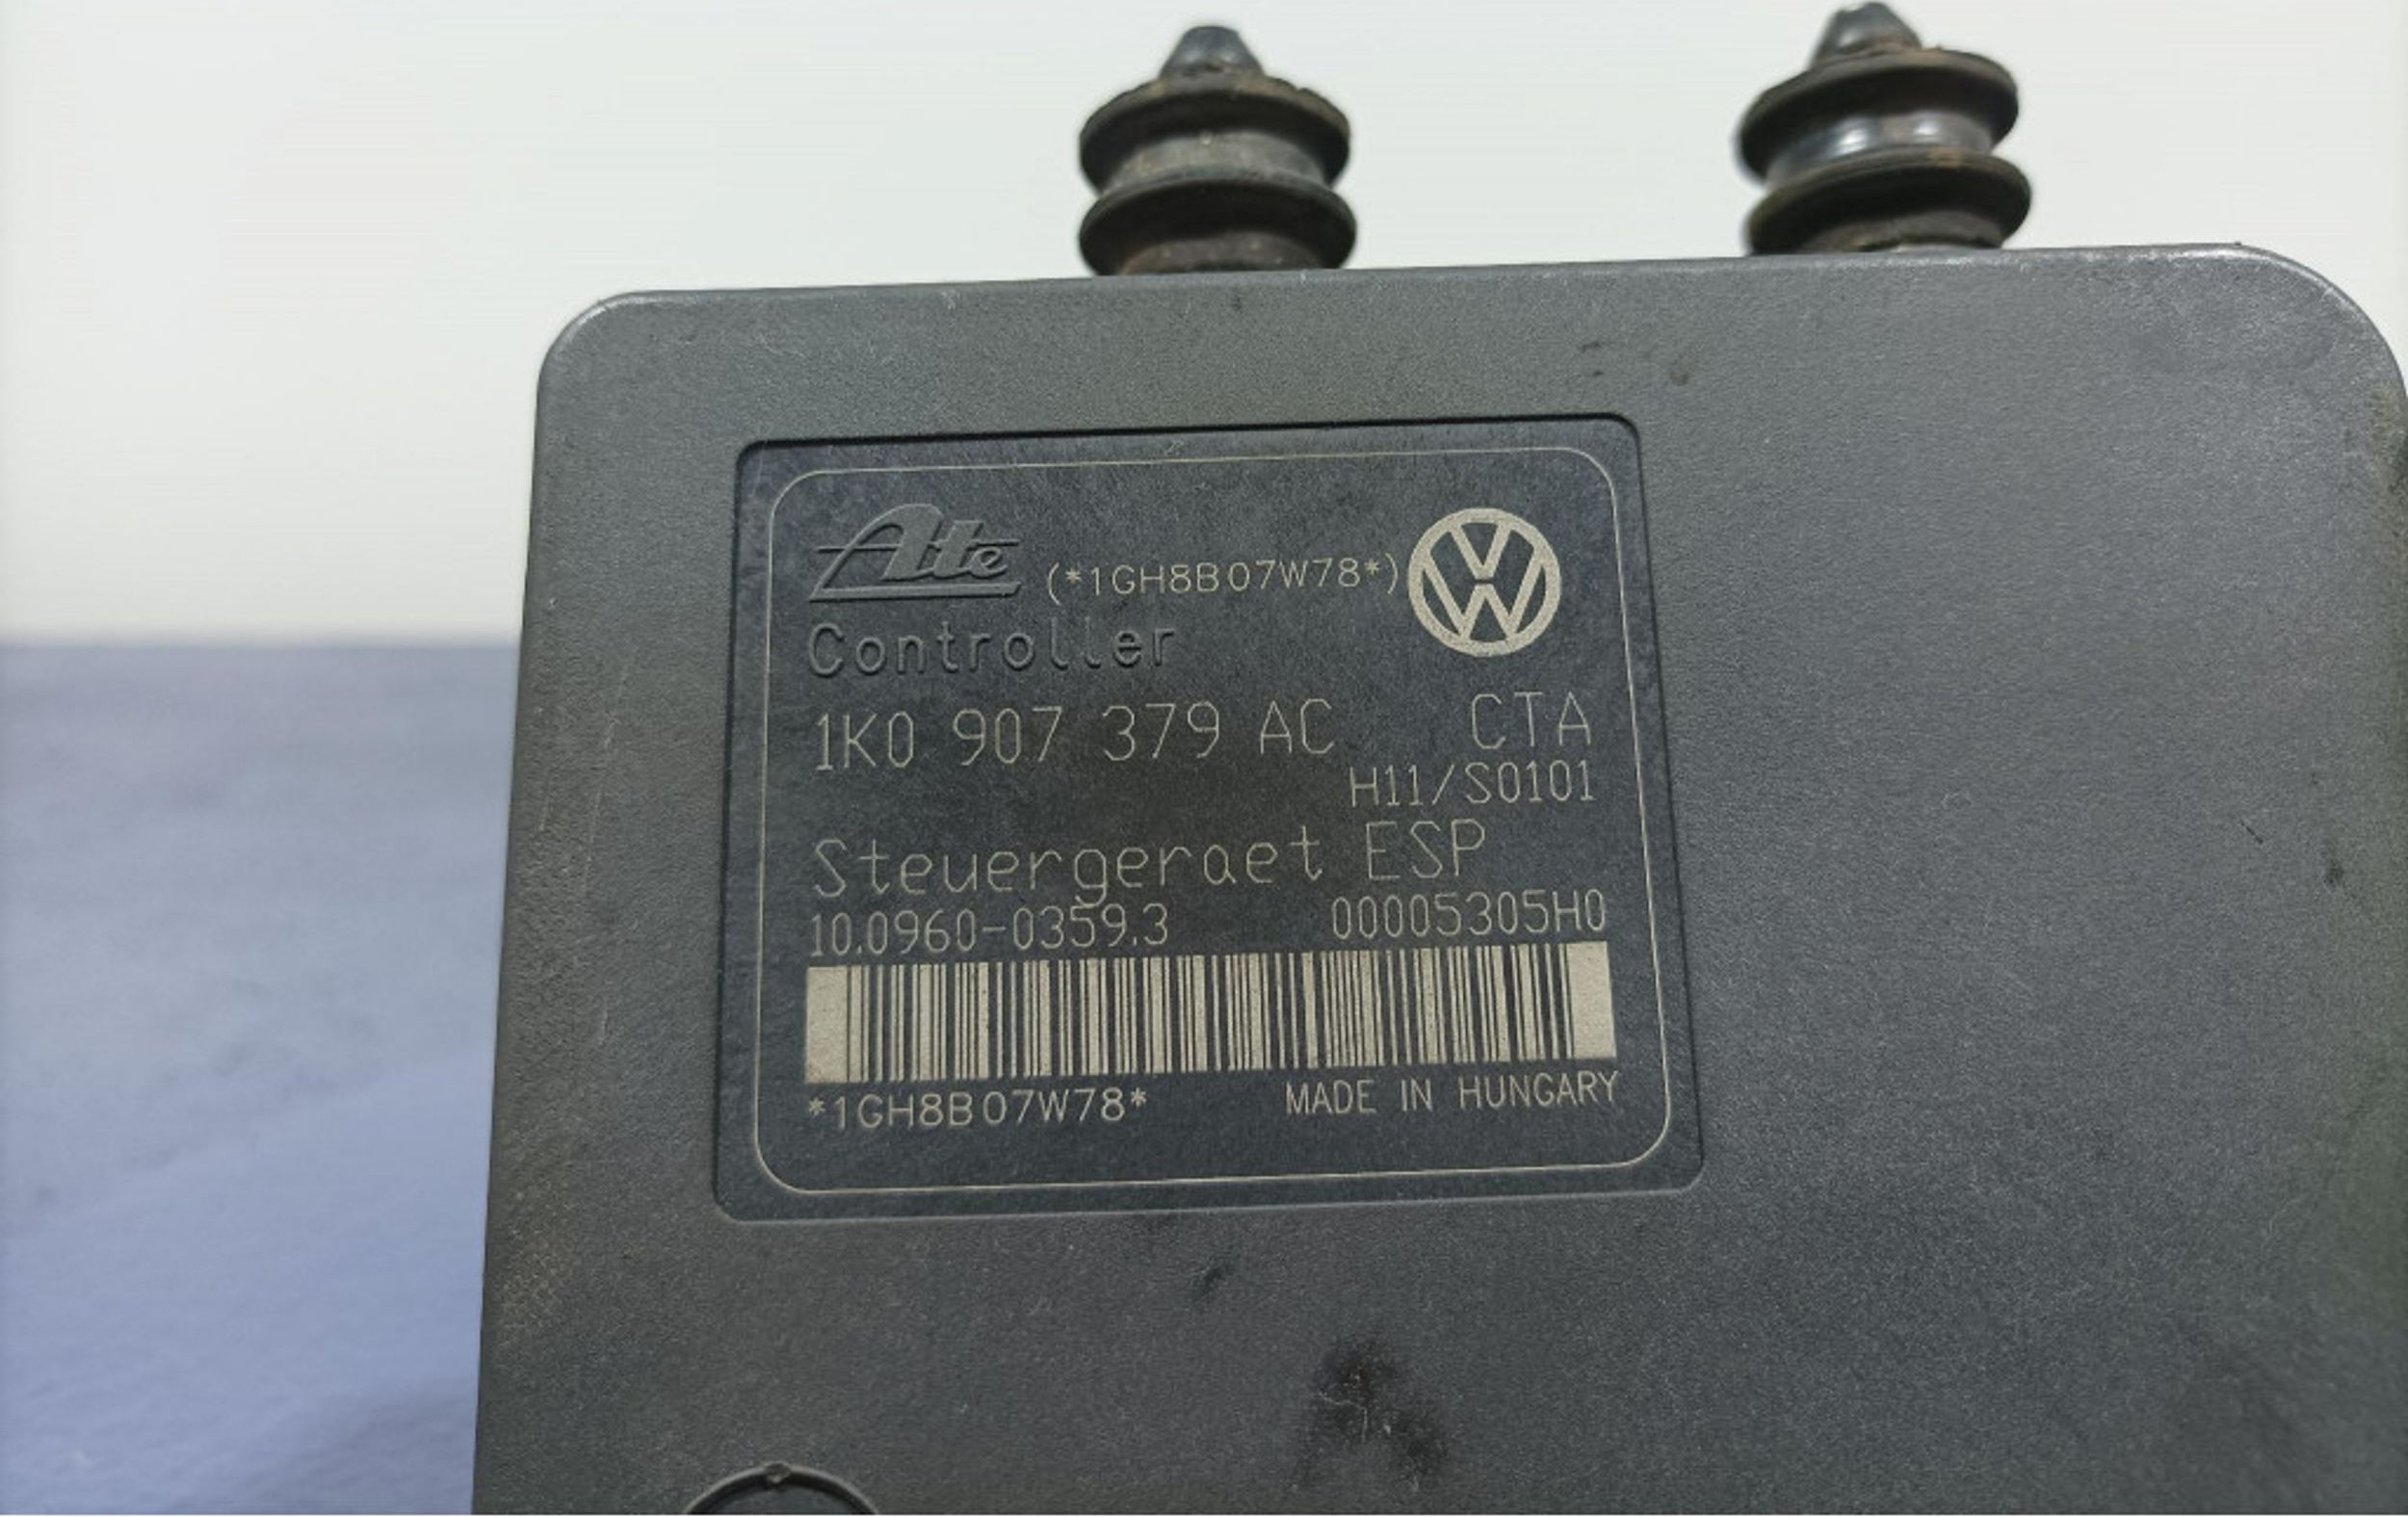 Ate (*1GH8B07W78*)
Controller
1K0 907 379 AC CTA
H11/S0101
Steuergeraet ESP
10.0960-0359.3 00005305H0
*1GH8B07W78* MADE IN HUNGARY